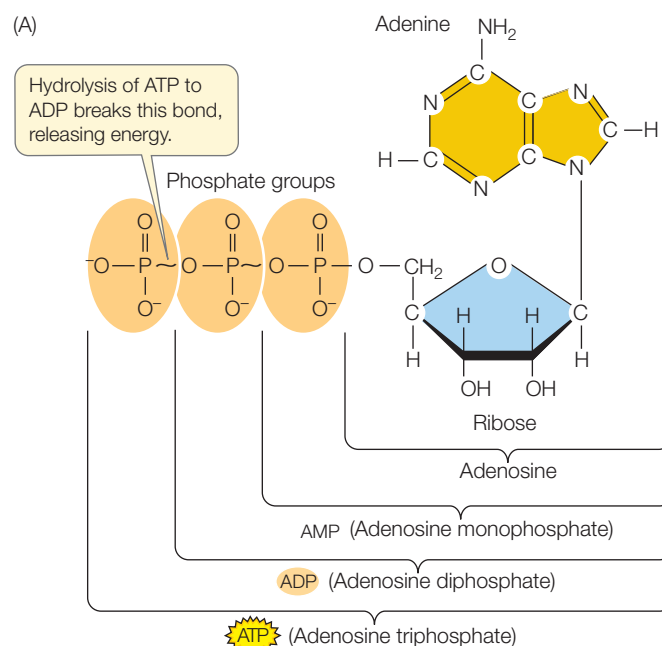 (A)
Adenine
NH2
Hydrolysis of ATP to
ADP breaks this bond,
releasing energy.
C
N C N
C H
H C C
N N
Phosphate groups
O O O
⁻O P ~ O P ~ O P O CH2 O
O⁻ O⁻ O⁻
C H H C
H H
OH OH
Ribose
Adenosine
AMP (Adenosine monophosphate)
ADP (Adenosine diphosphate)
ATP (Adenosine triphosphate)